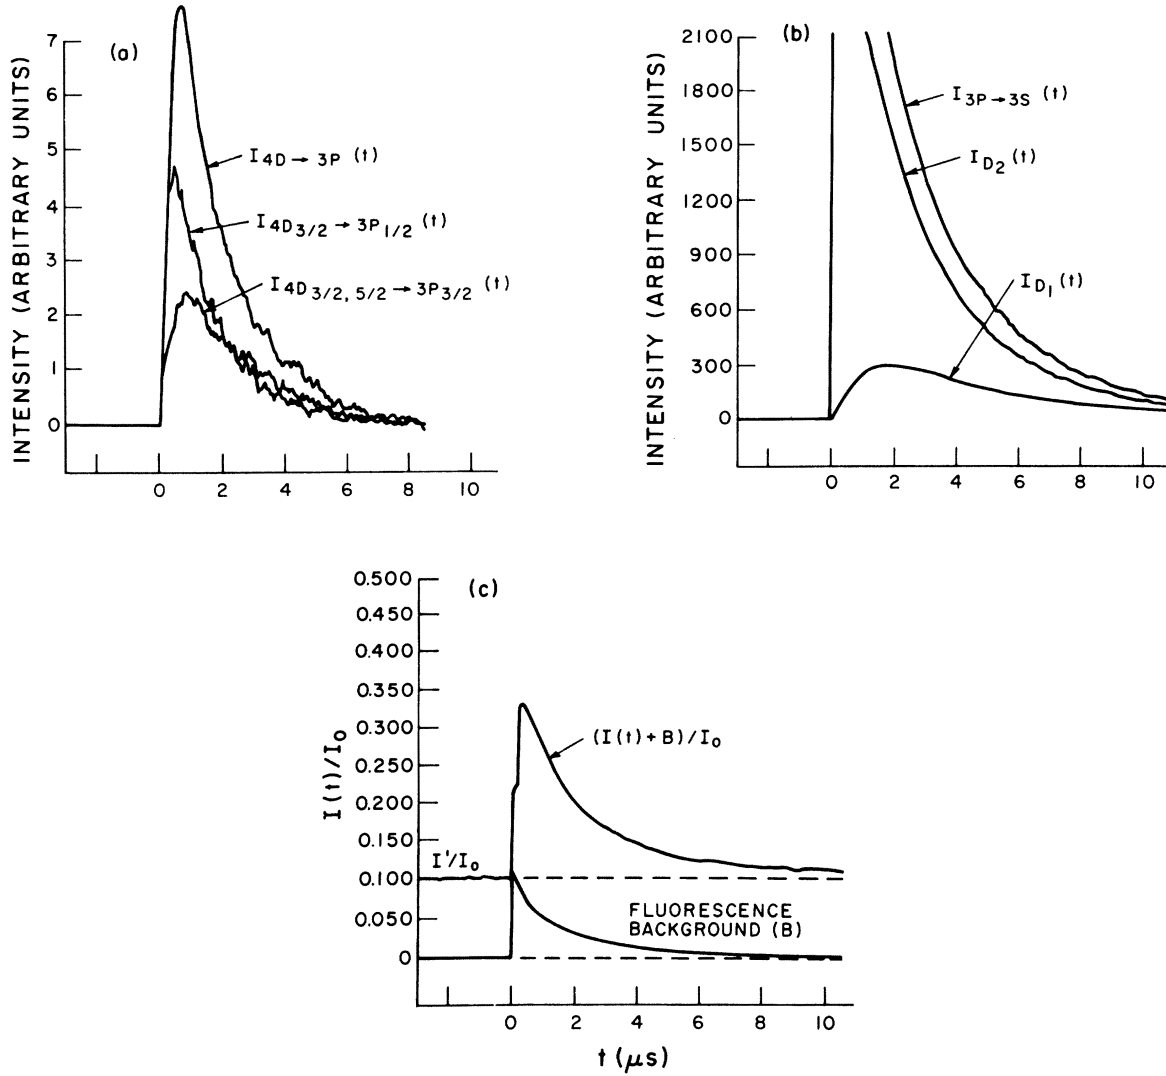 (a)
INTENSITY (ARBITRARY UNITS)
7
6
5
4
3
2
1
0
I4D → 3P (t)
I4D3/2 → 3P1/2 (t)
I4D3/2, 5/2 → 3P3/2 (t)
0 2 4 6 8 10
(b)
INTENSITY (ARBITRARY UNITS)
2100
1800
1500
1200
900
600
300
0
I3P→3S (t)
ID2(t)
ID1(t)
0 2 4 6 8 10
(c)
I(t)/I0
0.500
0.450
0.400
0.350
0.300
0.250
0.200
0.150
0.100
0.050
0
(I(t)+B)/I0
I'/I0
FLUORESCENCE
BACKGROUND (B)
0 2 4 6 8 10
t (μs)